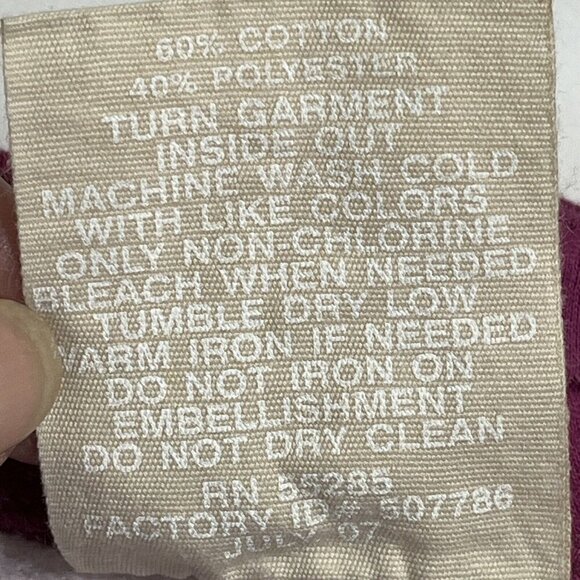 60% COTTON
40% POLYESTER
TURN GARMENT
INSIDE OUT
MACHINE WASH COLD
WITH LIKE COLORS
ONLY NON-CHLORINE
BLEACH WHEN NEEDED
TUMBLE DRY LOW
WARM IRON IF NEEDED
DO NOT IRON ON
EMBELLISHMENT
DO NOT DRY CLEAN
RN 55285
FACTORY ID# 507786
JULY 07